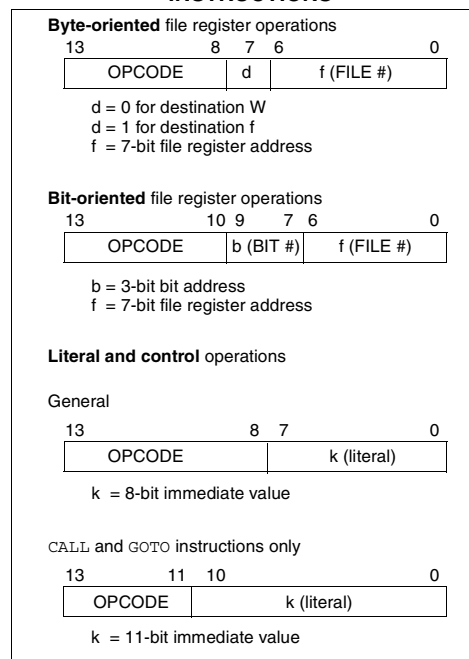 INSTRUCTIONS
Byte-oriented file register operations
13 8 7 6 0
OPCODE d f (FILE #)
d = 0 for destination W
d = 1 for destination f
f = 7-bit file register address
Bit-oriented file register operations
13 10 9 7 6 0
OPCODE b (BIT #) f (FILE #)
b = 3-bit bit address
f = 7-bit file register address
Literal and control operations
General
13 8 7 0
OPCODE k (literal)
k = 8-bit immediate value
CALL and GOTO instructions only
13 11 10 0
OPCODE k (literal)
k = 11-bit immediate value